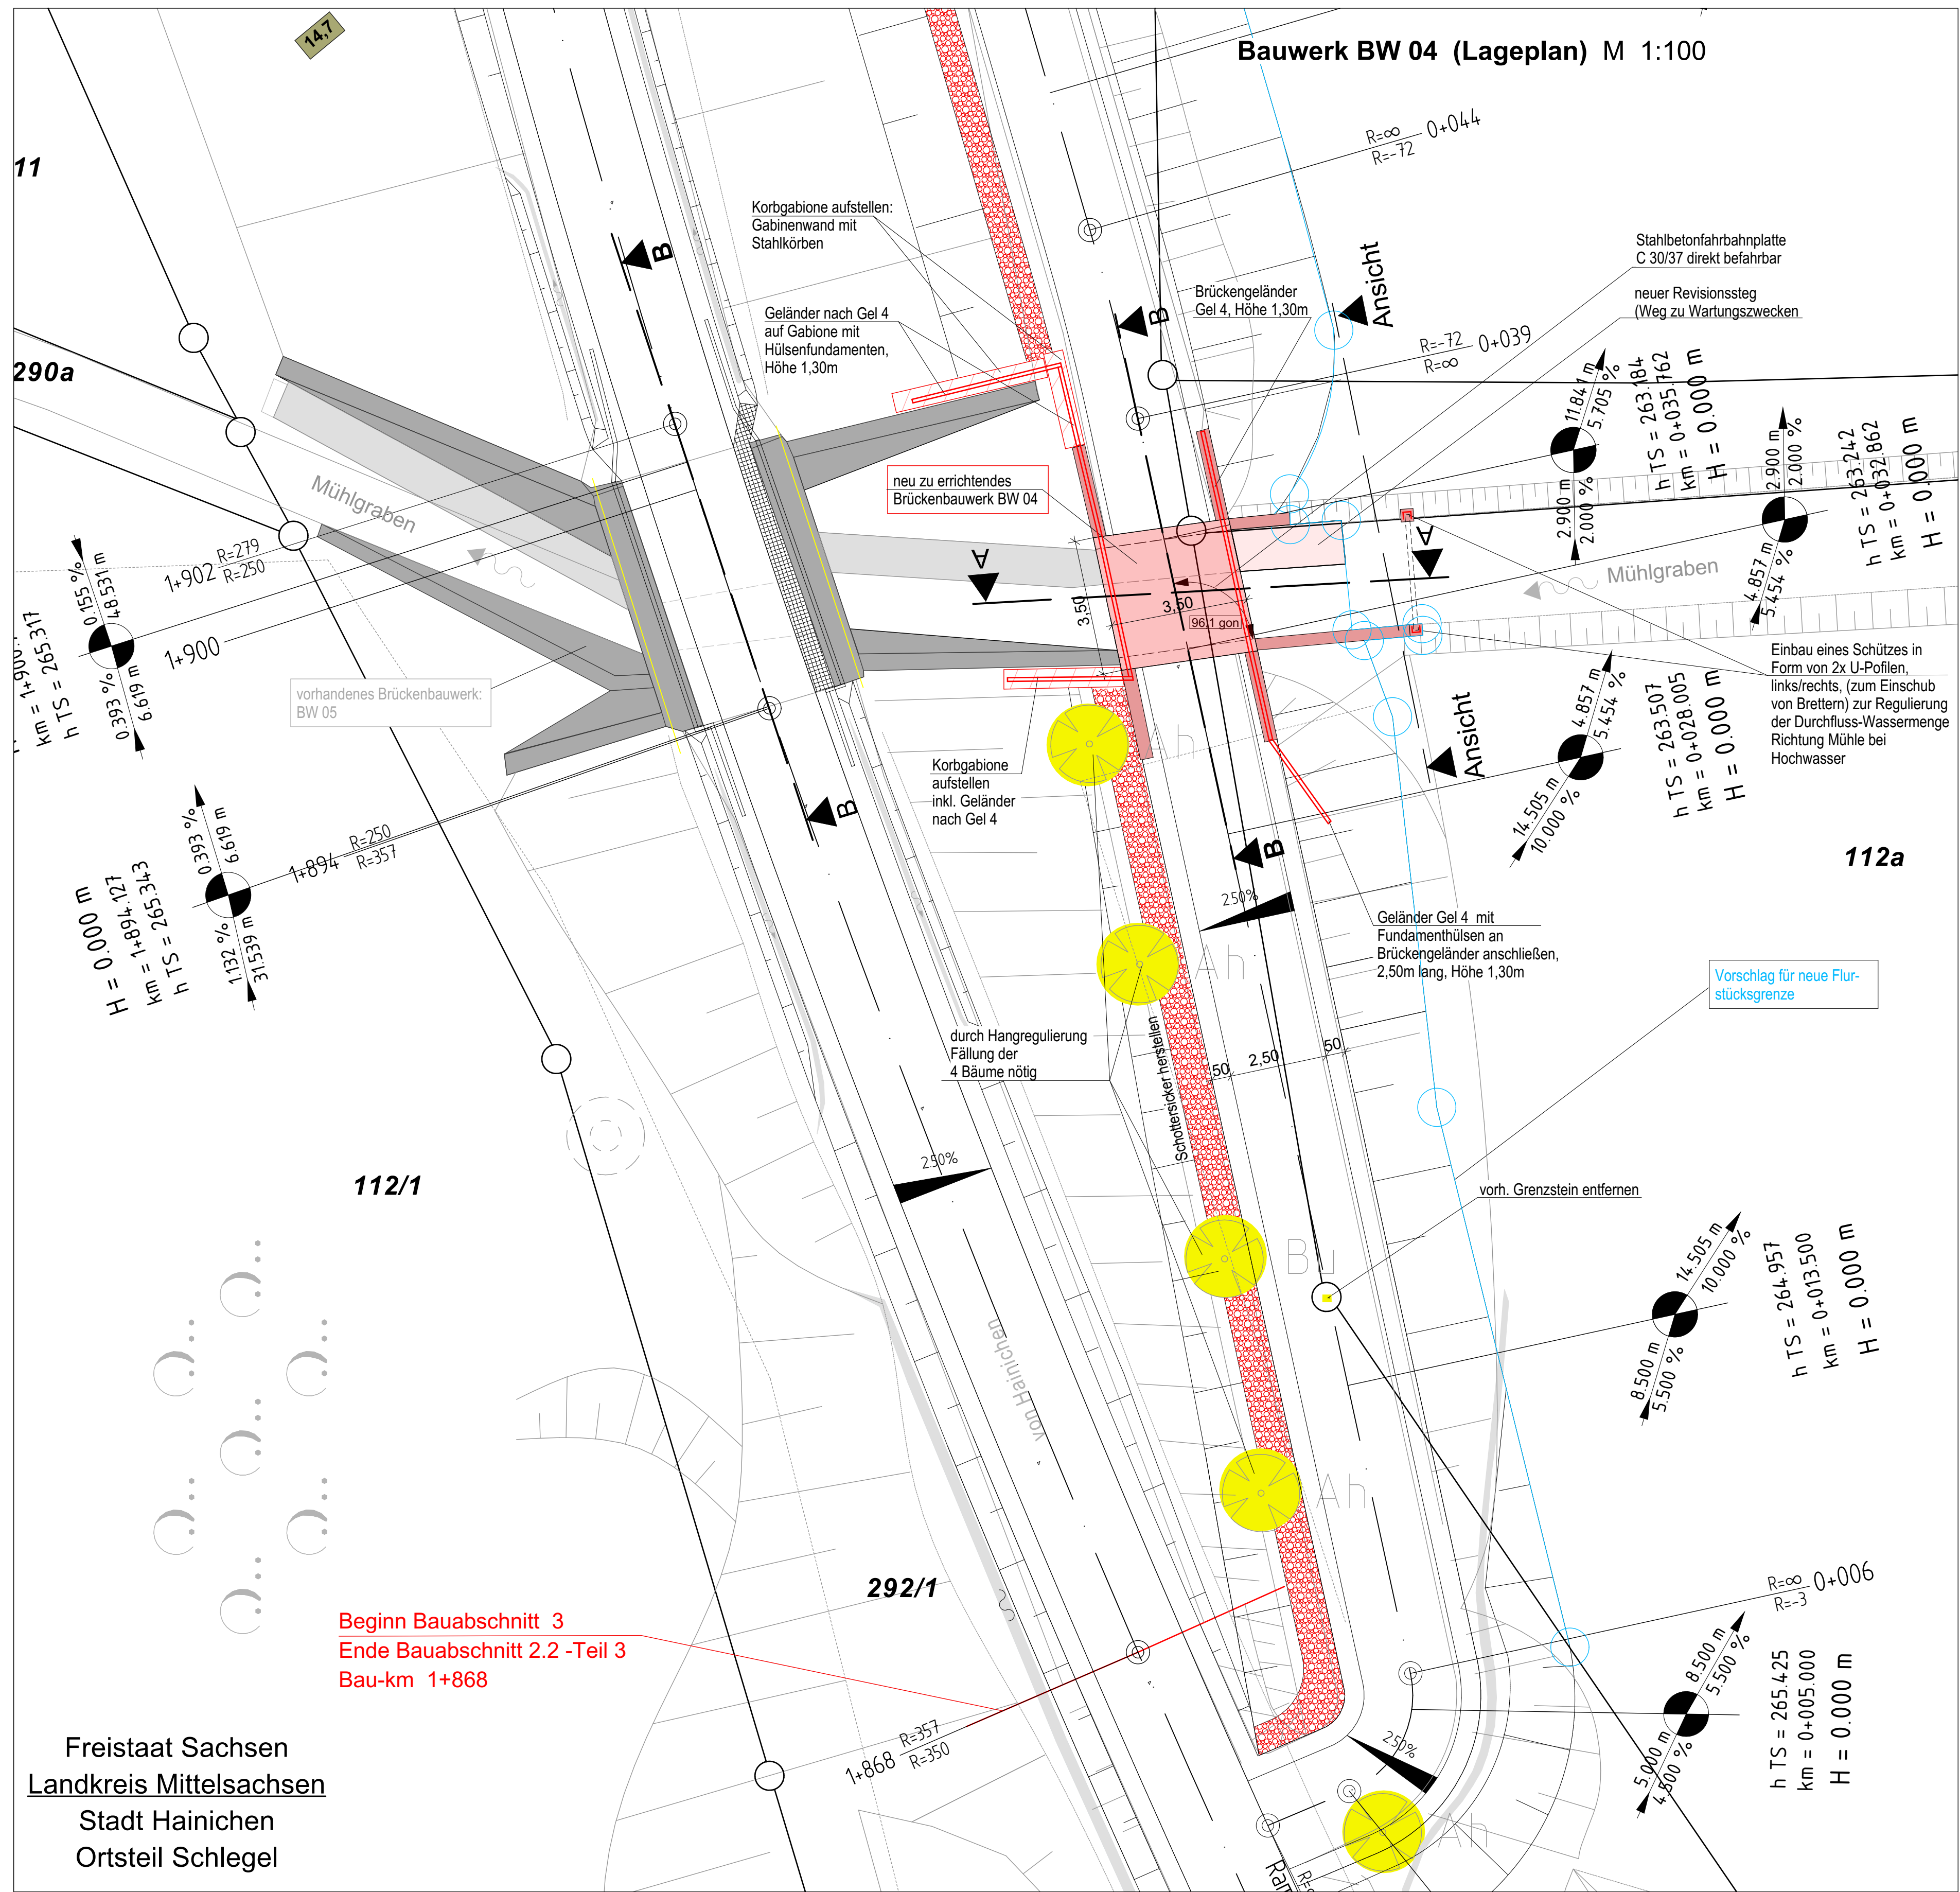 14,7
Bauwerk BW 04 (Lageplan) M 1:100
11
290a
R=∞
R=-72
0+044
Korbgabione aufstellen:
Gabinenwand mit
Stahlkörben
B
Geländer nach Gel 4
auf Gabione mit
Hülsenfundamenten,
Höhe 1,30m
Brückengeländer
Gel 4, Höhe 1,30m
B
Ansicht
Stahlbetonfahrbahnplatte
C 30/37 direkt befahrbar
neuer Revisionssteg
(Weg zu Wartungszwecken
R=-72
R=∞
0+039
11.841 m
5.705 %
2.900 m
2.000 %
h TS = 263.184
km = 0+035.762
H = 0.000 m
2.900 m
2.000 %
4.857 m
5.454 %
h TS = 263.242
km = 0+032.862
H = 0.000 m
neu zu errichtendes
Brückenbauwerk BW 04
Mühlgraben
1+902
R=279
R=250
1+900
0.155 %
48.531 m
0.393 %
6.619 m
km = 1+900.
h TS = 265.317
A
A
3,50
3,50
96,1 gon
Mühlgraben
vorhandenes Brückenbauwerk:
BW 05
Einbau eines Schützes in
Form von 2x U-Pofilen,
links/rechts, (zum Einschub
von Brettern) zur Regulierung
der Durchfluss-Wassermenge
Richtung Mühle bei
Hochwasser
4.857 m
5.454 %
14.505 m
10.000 %
h TS = 263.507
km = 0+028.005
H = 0.000 m
Ansicht
Ah
Korbgabione
aufstellen
inkl. Geländer
nach Gel 4
B
B
1+894
R=250
R=357
0.393 %
6.619 m
1.132 %
31.539 m
H = 0.000 m
km = 1+894.127
h TS = 265.343
112a
2.50%
Geländer Gel 4 mit
Fundamenthülsen an
Brückengeländer anschließen,
2,50m lang, Höhe 1,30m
Ah
Vorschlag für neue Flur-
stücksgrenze
durch Hangregulierung
Fällung der
4 Bäume nötig
Schottersicker herstellen
50
2,50
50
2.50%
112/1
vorh. Grenzstein entfernen
Bu
von Hainichen
14.505 m
10.000 %
8.500 m
5.500 %
h TS = 264.957
km = 0+013.500
H = 0.000 m
Ah
292/1
R=∞
R=-3
0+006
Beginn Bauabschnitt 3
Ende Bauabschnitt 2.2 -Teil 3
Bau-km 1+868
8.500 m
5.500 %
5.000 m
4.500 %
h TS = 265.425
km = 0+005.000
H = 0.000 m
1+868
R=357
R=350
2.50%
Ah
Freistaat Sachsen
Landkreis Mittelsachsen
Stadt Hainichen
Ortsteil Schlegel